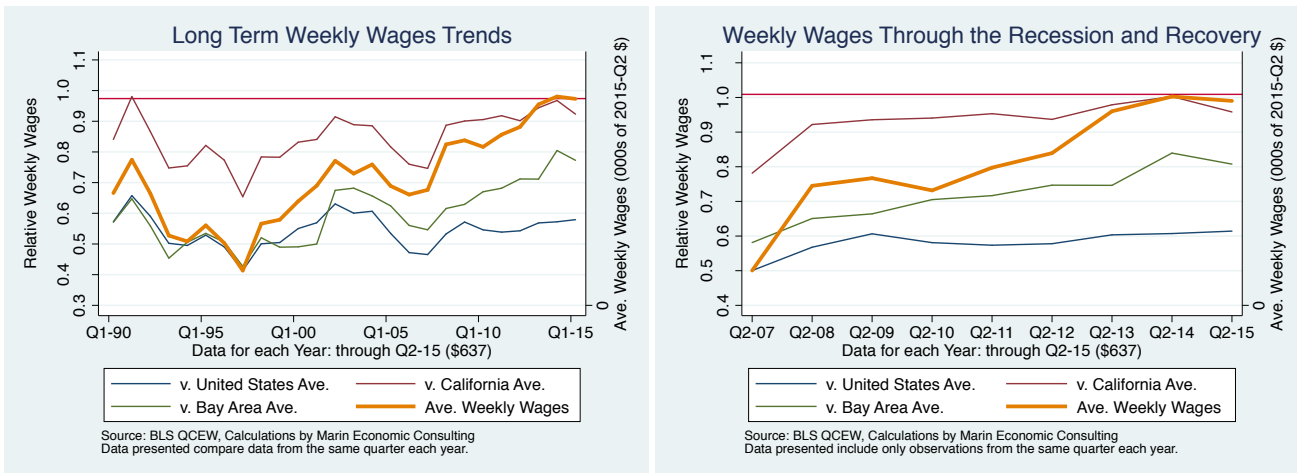 Long Term Weekly Wages Trends
Relative Weekly Wages
1.1
1.0
0.9
0.8
0.7
0.6
0.5
0.4
0.3
0
Ave. Weekly Wages (000s of 2015-Q2 $)
Q1-90 Q1-95 Q1-00 Q1-05 Q1-10 Q1-15
Data for each Year: through Q2-15 ($637)
v. United States Ave. v. California Ave.
v. Bay Area Ave. Ave. Weekly Wages
Source: BLS QCEW, Calculations by Marin Economic Consulting
Data presented compare data from the same quarter each year.
Weekly Wages Through the Recession and Recovery
Relative Weekly Wages
1.1
1.0
0.9
0.8
0.7
0.6
0.5
0.4
0
Ave. Weekly Wages (000s of 2015-Q2 $)
Q2-07 Q2-08 Q2-09 Q2-10 Q2-11 Q2-12 Q2-13 Q2-14 Q2-15
Data for each Year: through Q2-15 ($637)
v. United States Ave. v. California Ave.
v. Bay Area Ave. Ave. Weekly Wages
Source: BLS QCEW, Calculations by Marin Economic Consulting
Data presented include only observations from the same quarter each year.